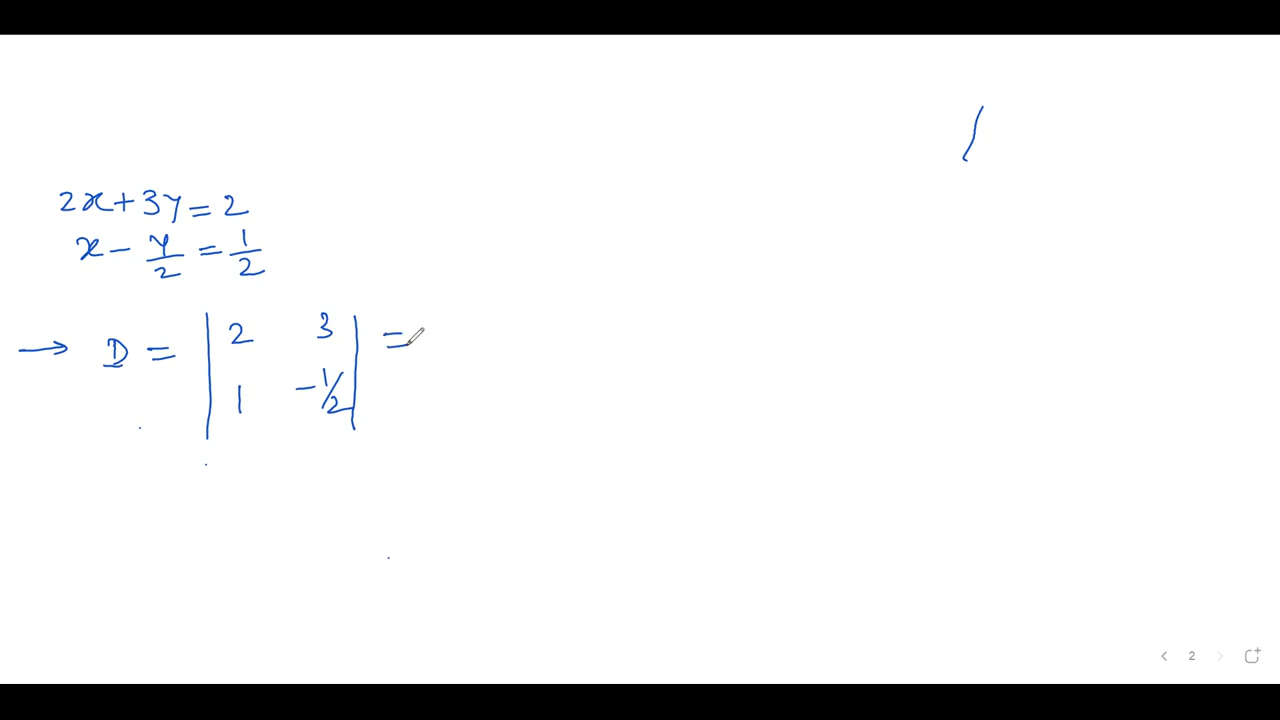 2x+3y=2
x - y/2 = 1/2
→ D = | 2 3 | =
| 1 -1/2 |
2